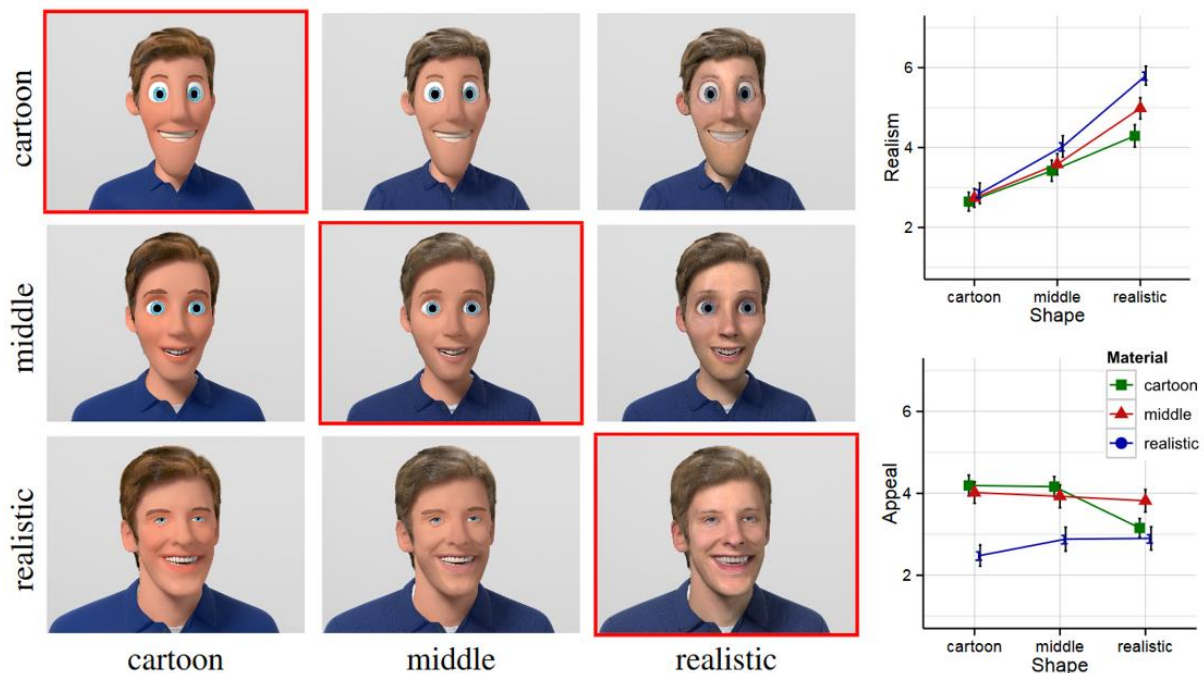 cartoon
middle
realistic
cartoon
middle
realistic
Realism
6
4
2
cartoon
middle
realistic
Shape
Appeal
6
4
2
Material
cartoon
middle
realistic
cartoon
middle
realistic
Shape